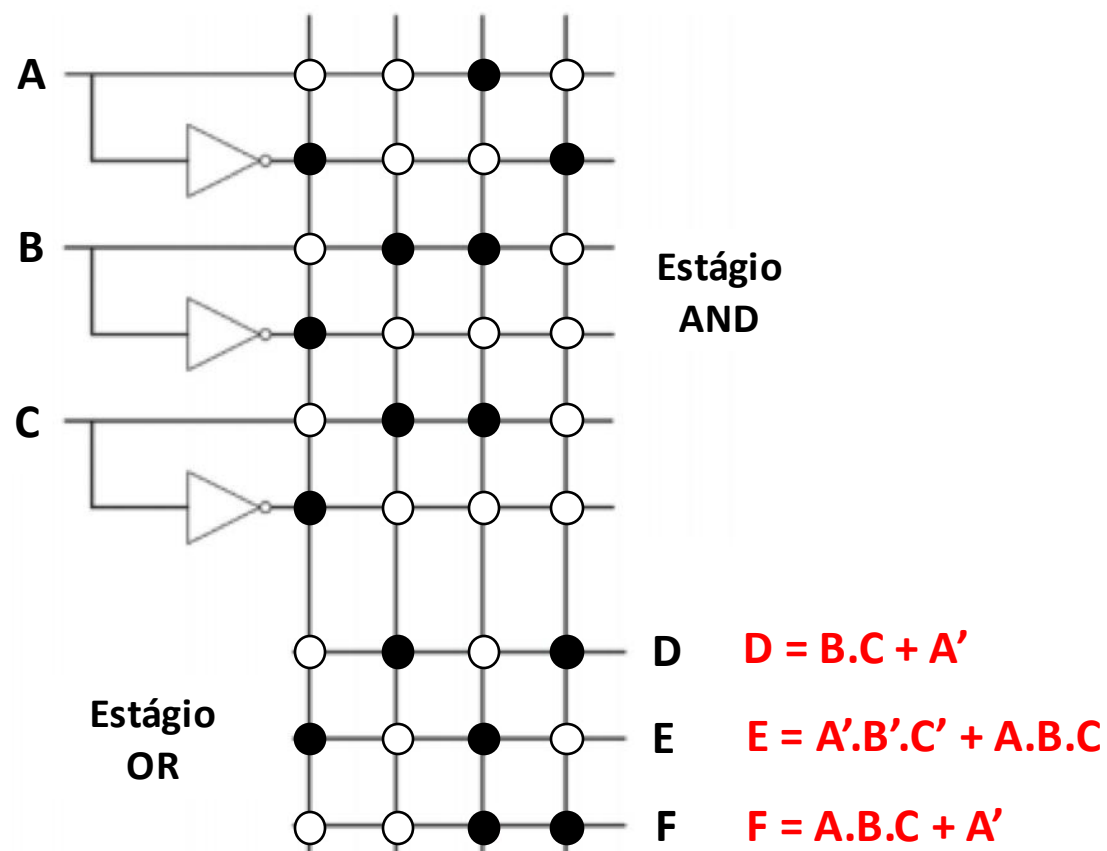 A
B
Estágio
AND
C
D D = B.C + A’
Estágio
OR
E E = A’.B’.C’ + A.B.C
F F = A.B.C + A’